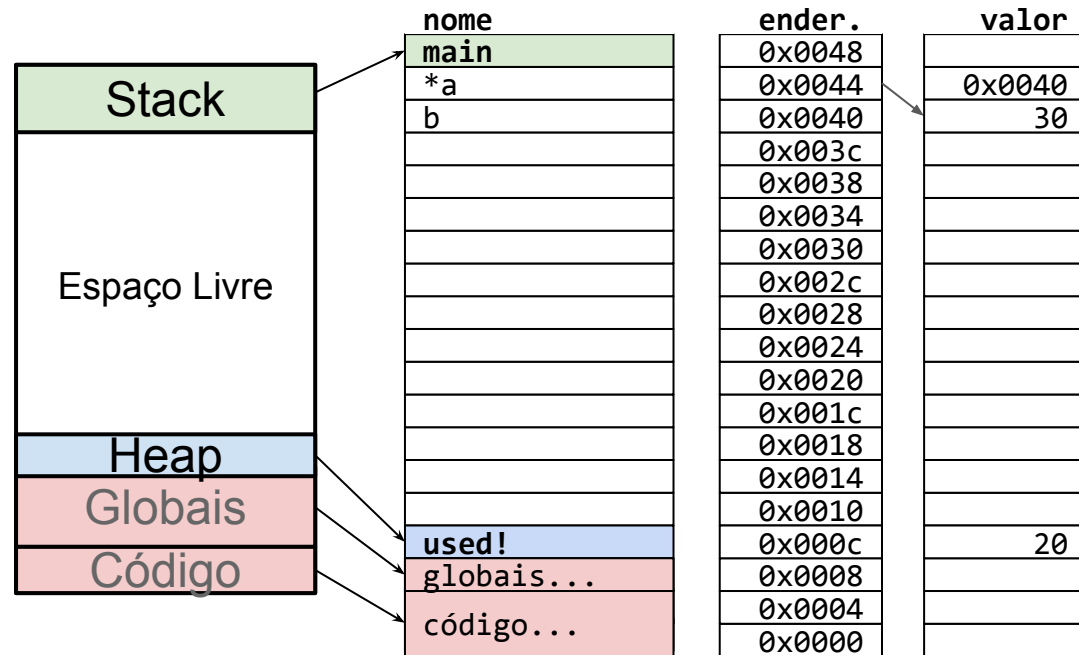 nome ender. valor
main 0x0048
*a 0x0044 0x0040
b 0x0040 30
0x003c
0x0038
0x0034
0x0030
0x002c
0x0028
0x0024
0x0020
0x001c
0x0018
0x0014
0x0010
used! 0x000c 20
globais... 0x0008
código... 0x0004
0x0000
Stack
Espaço Livre
Heap
Globais
Código